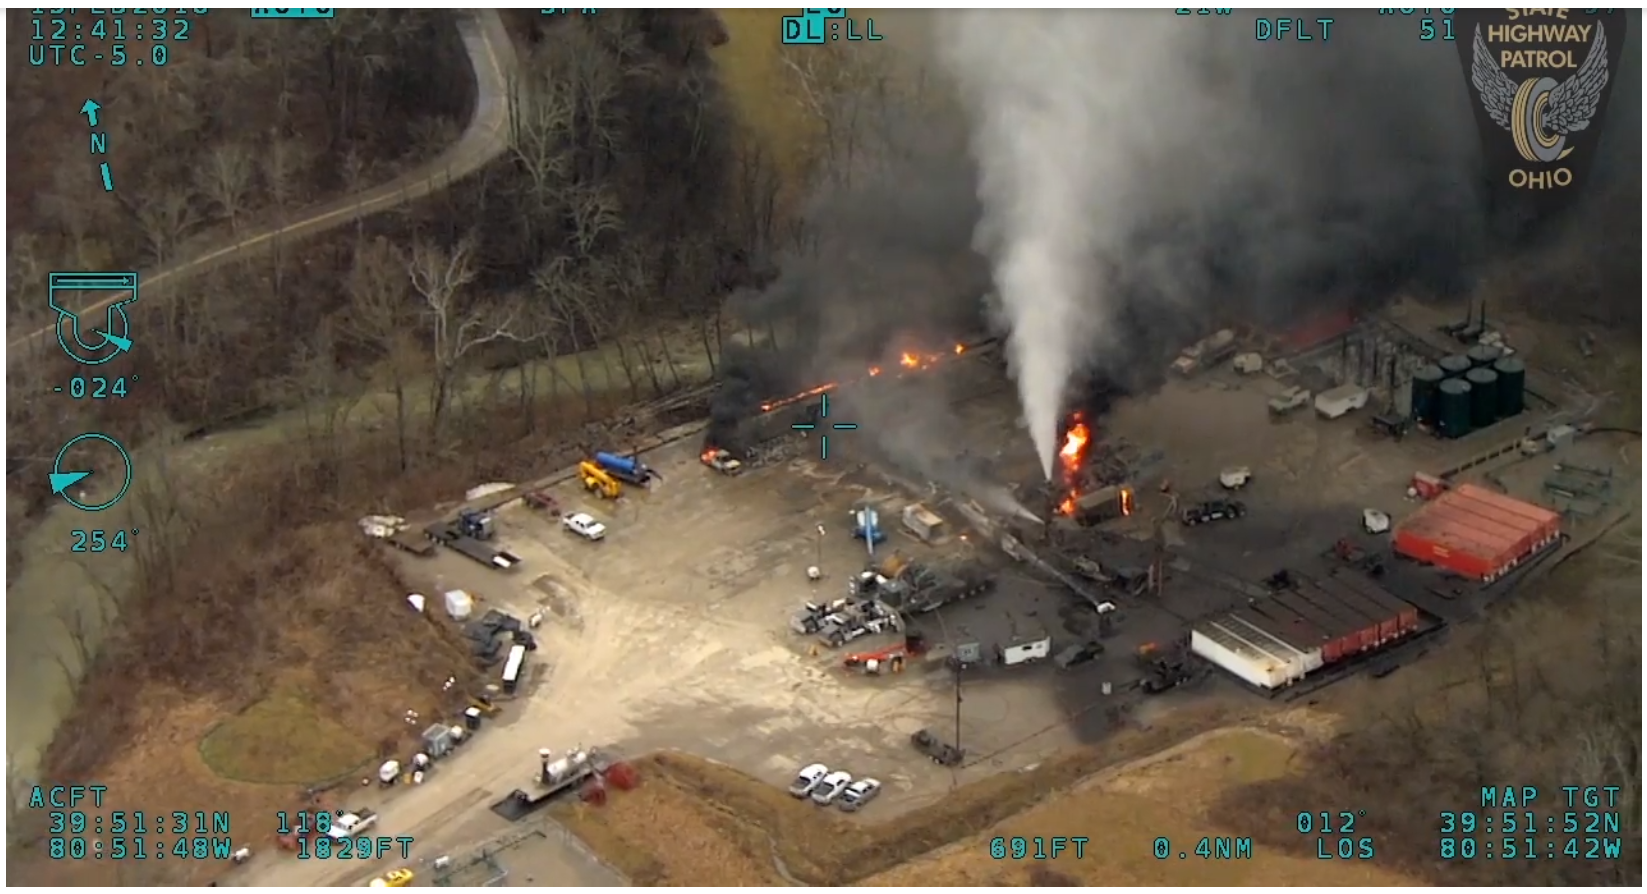 12:41:32
UTC-5.0
DL:LL
DFLT 51
STATE
HIGHWAY
PATROL
OHIO
N
-024°
254°
ACFT
39:51:31N 118°
80:51:48W 1829FT
MAP TGT
012° 39:51:52N
691FT 0.4NM LOS 80:51:42W